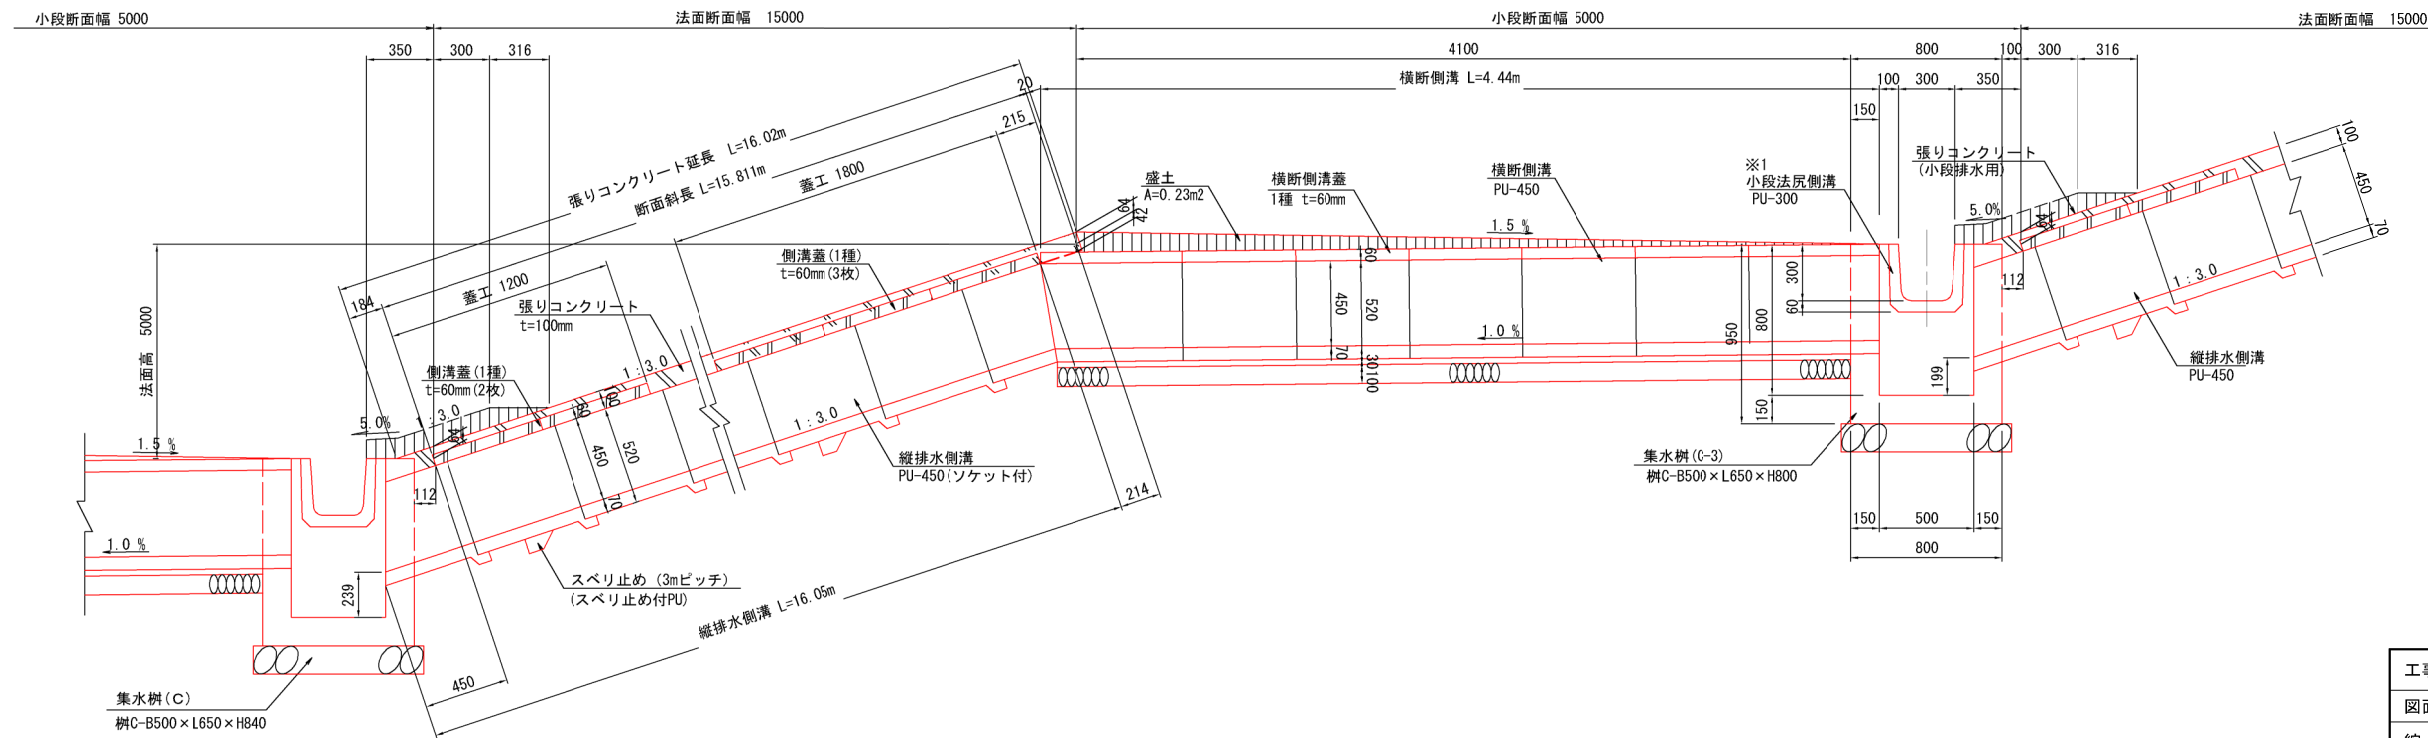 小段断面幅 5000
法面断面幅 15000
小段断面幅 5000
法面断面幅 15000
350
300
316
4100
800
100
300
316
横断側溝 L=4.44m
100
300
350
150
20
215
張りコンクリート延長 L=16.02m
断面斜長 L=15.811m
蓋工 1800
184
蓋工 1200
法面高 5000
側溝蓋(1種)
t=60mm(3枚)
張りコンクリート
t=100mm
側溝蓋(1種)
t=60mm(2枚)
1:3.0
1:3.0
1:3.0
5.0%
1.5 %
1.0 %
64
60
450
520
70
112
239
縦排水側溝
PU-450(ソケット付)
スベリ止め (3mピッチ)
(スベリ止め付PU)
縦排水側溝 L=16.05m
214
450
集水桝(C)
桝C-B500×L650×H840
64
42
盛土
A=0.23m2
横断側溝蓋
1種 t=60mm
横断側溝
PU-450
1.5 %
60
450
520
70
30
100
1.0 %
※1
小段法尻側溝
PU-300
300
60
800
950
150
199
112
張りコンクリート
(小段排水用)
5.0%
64
100
450
70
1:3.0
縦排水側溝
PU-450
集水桝(C-3)
桝C-B500×L650×H800
150
500
150
800
工事
図面